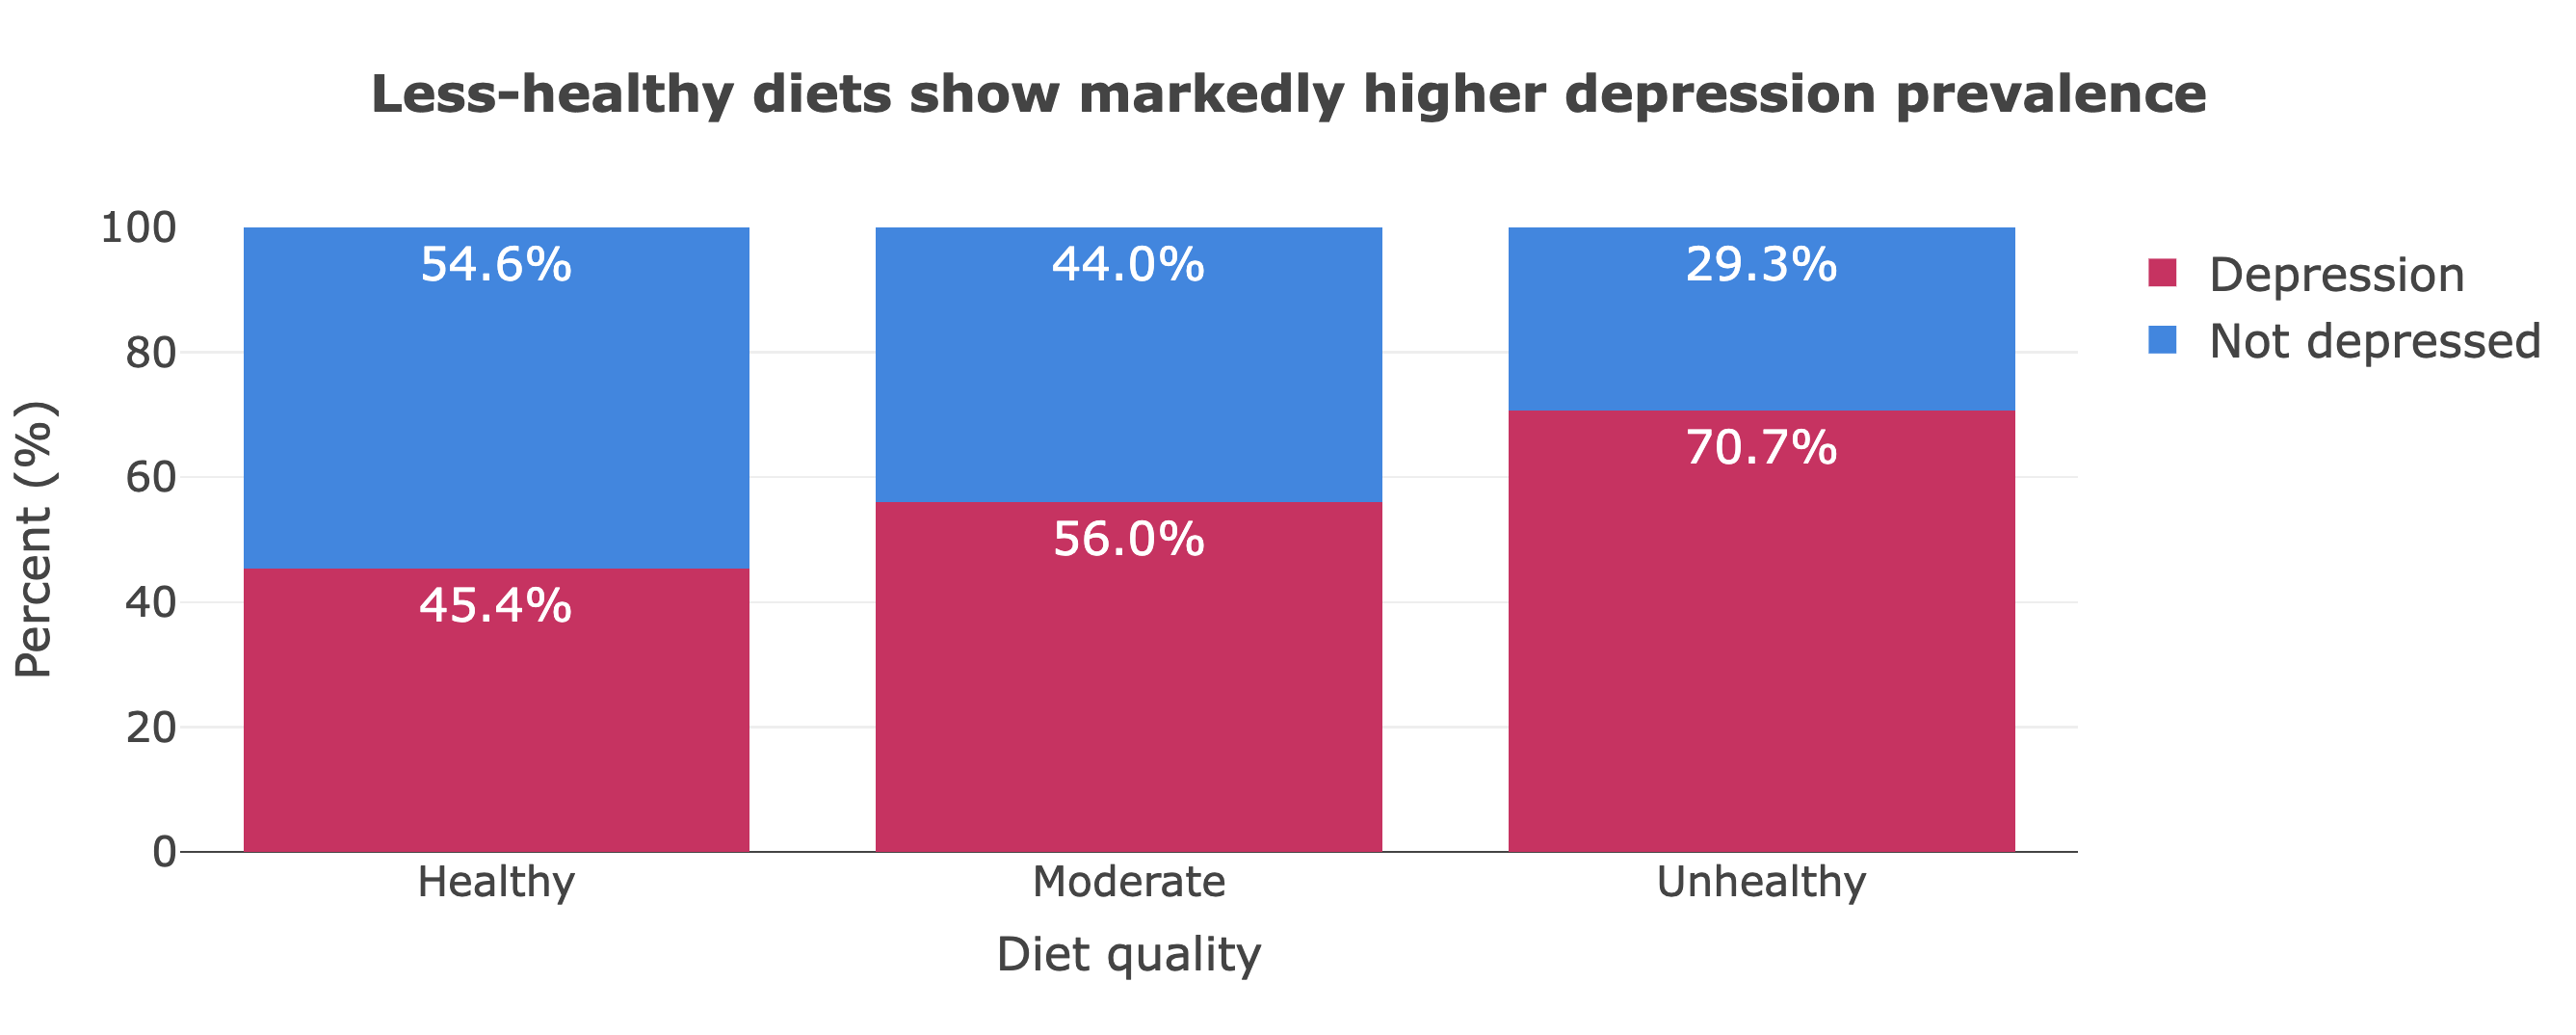 Less-healthy diets show markedly higher depression prevalence
Percent (%)
100
80
60
40
20
0
54.6%
45.4%
44.0%
56.0%
29.3%
70.7%
Healthy
Moderate
Unhealthy
Diet quality
Depression
Not depressed